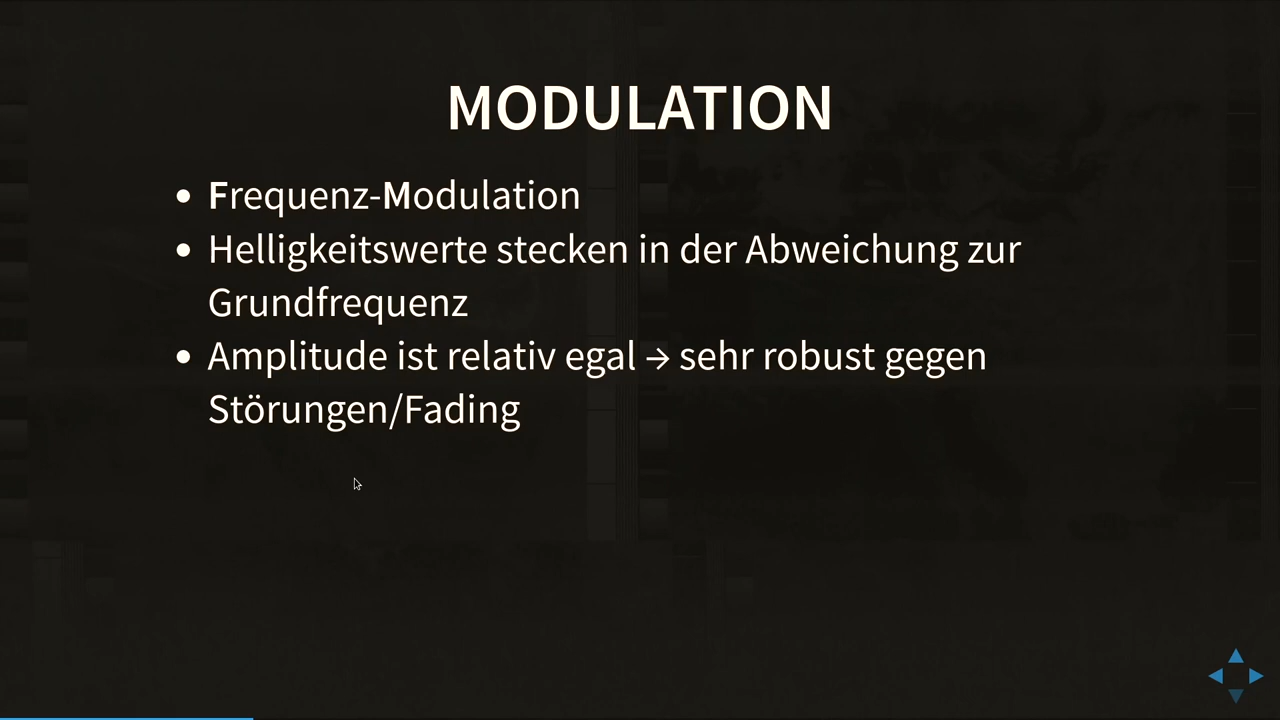 MODULATION
• Frequenz-Modulation
• Helligkeitswerte stecken in der Abweichung zur
Grundfrequenz
• Amplitude ist relativ egal → sehr robust gegen
Störungen/Fading